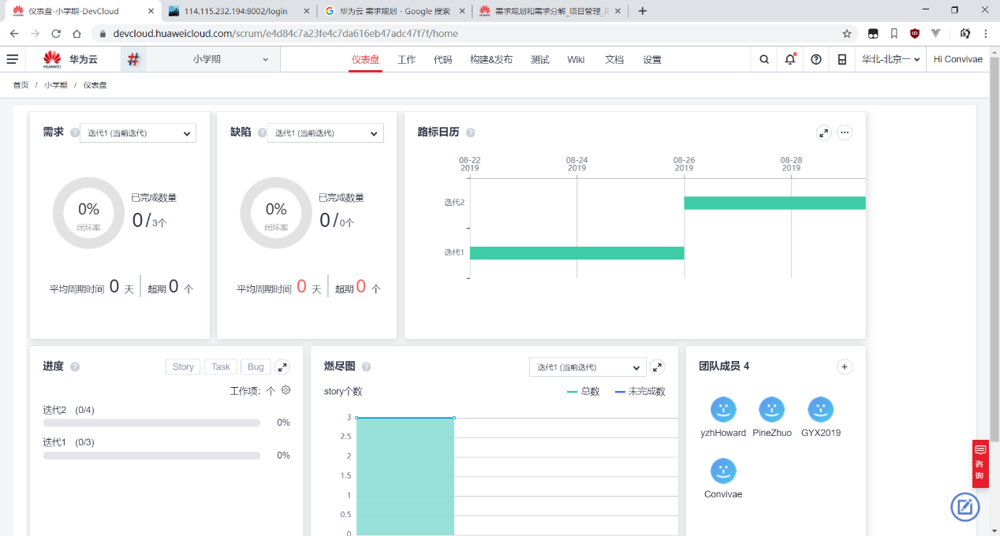 仪表盘-小学期-DevCloud
114.115.232.194:8002/login
华为云 需求规划 - Google 搜索
需求规划和需求分解_项目管理_
devcloud.huaweicloud.com/scrum/e4d84c7a23fe4c7da616eb47adc47f7f/home
HUAWEI
华为云
#
小学期
仪表盘
工作
代码
构建&发布
测试
Wiki
文档
设置
华北-北京一
Hi Convivae
首页 / 小学期 / 仪表盘
需求
迭代1 (当前迭代)
0%
闭环率
已完成数量
0/3个
平均周期时间 0 天
超期 0 个
缺陷
迭代1 (当前迭代)
0%
闭环率
已完成数量
0/0个
平均周期时间 0 天
超期 0 个
路标日历
08-22
2019
08-24
2019
08-26
2019
08-28
2019
迭代2
迭代1
进度
Story
Task
Bug
工作项：个
迭代2 (0/4)
0%
迭代1 (0/3)
0%
燃尽图
迭代1 (当前迭代)
story个数
总数
未完成数
3
2.5
2
1.5
1
0.5
0
团队成员 4
yzhHoward
PineZhuo
GYX2019
Convivae
咨
询